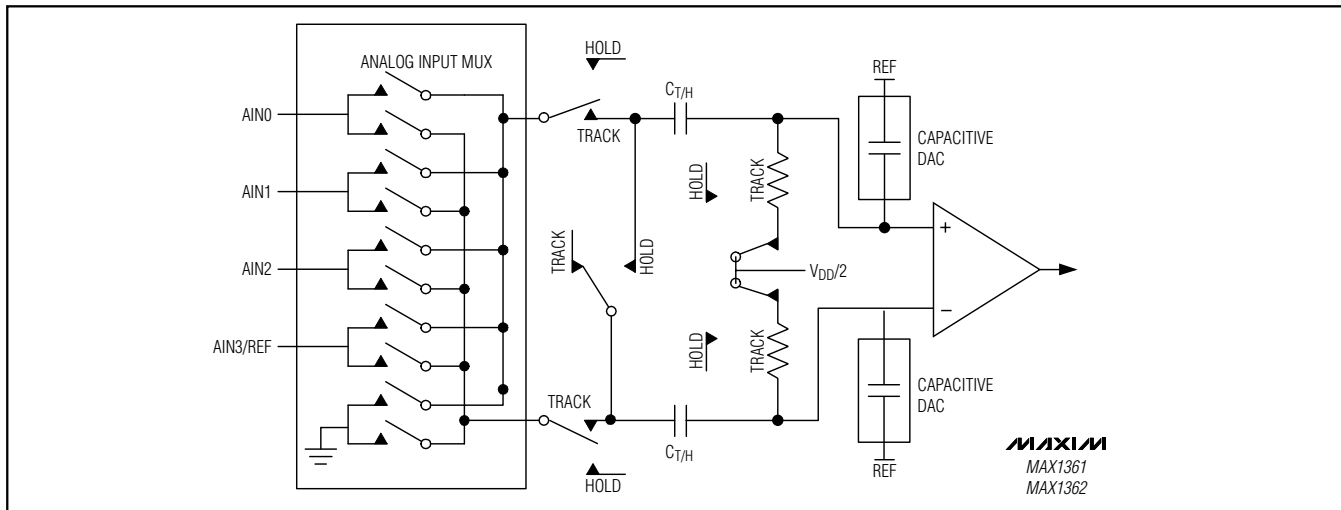 ANALOG INPUT MUX
AIN0
AIN1
AIN2
AIN3/REF
HOLD
TRACK
CT/H
HOLD
TRACK
TRACK
HOLD
VDD/2
HOLD
TRACK
TRACK
HOLD
CT/H
REF
CAPACITIVE
DAC
+
−
CAPACITIVE
DAC
REF
MAXIM
MAX1361
MAX1362